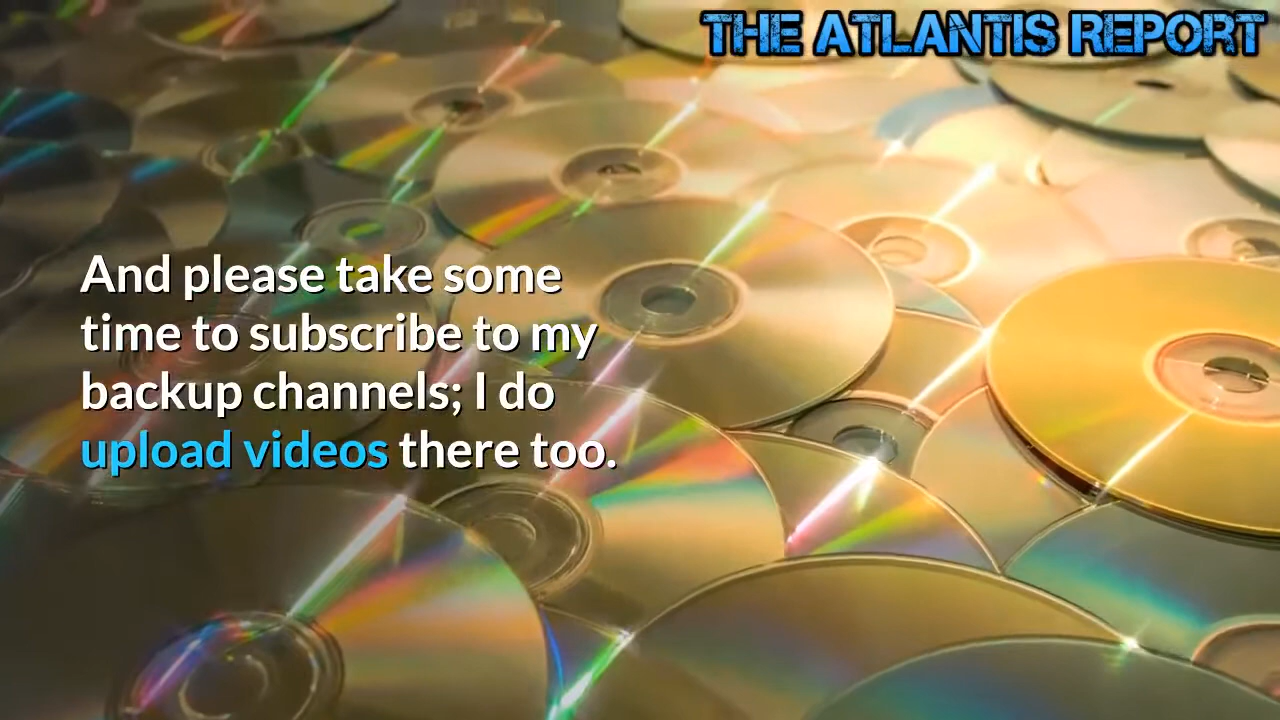 THE ATLANTIS REPORT
And please take some
time to subscribe to my
backup channels; I do
upload videos there too.